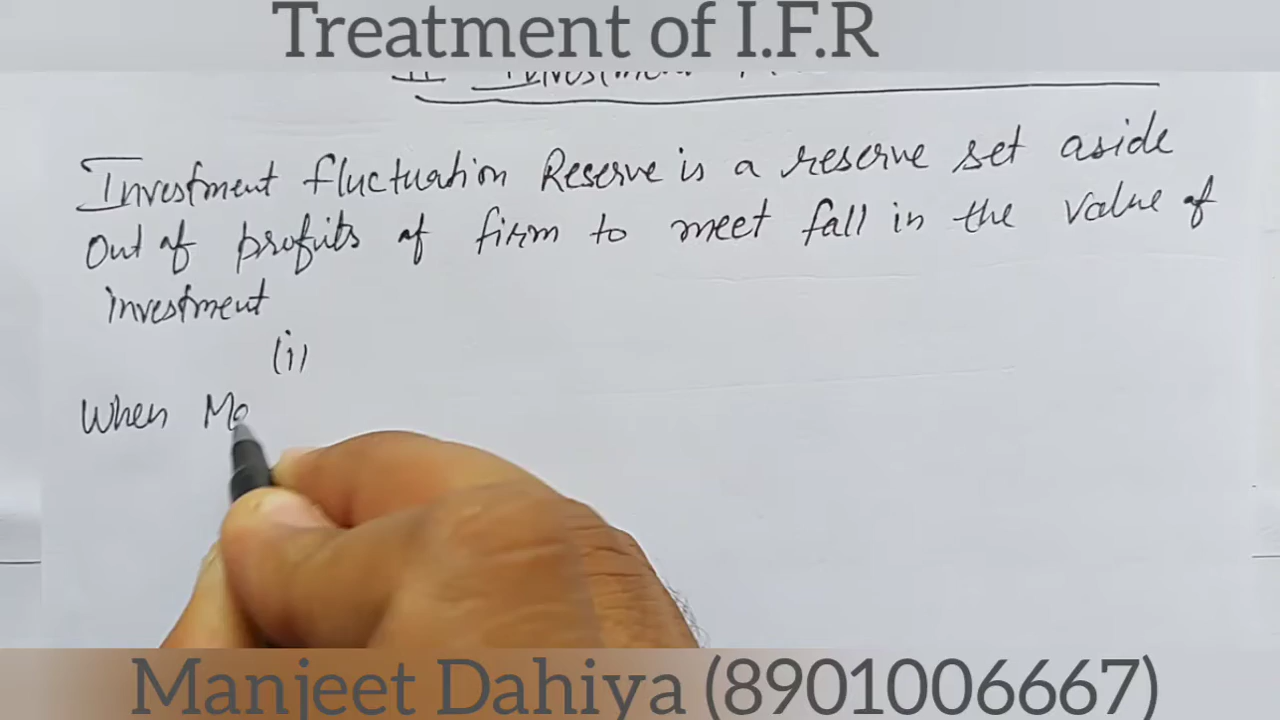 Treatment of I.F.R
Investment fluctuation Reserve is a reserve set aside
out of profits of firm to meet fall in the value of
investment
(i)
When Ma
Manjeet Dahiya (8901006667)